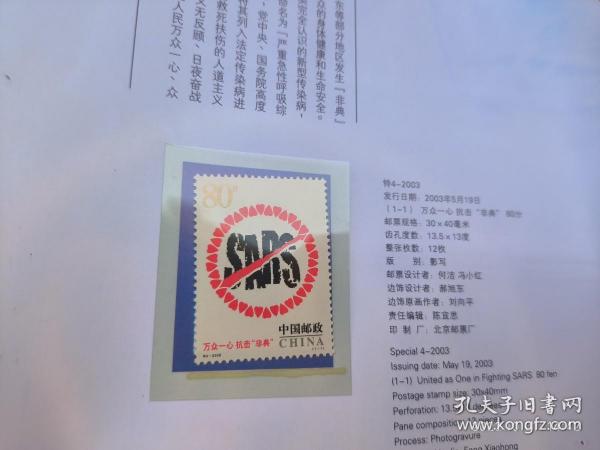 东等部分地区发生『非典』
众的身体健康和生命安全。
类完全认识的新型传染病,
命名为『严重急性呼吸综
、党中央、国务院高度
将其列入法定传染病进
救死扶伤的人道主义
义无反顾、日夜奋战
人民万众一心、众
80分
SARS
中国邮政
CHINA
万众一心 抗击“非典”
特4-2003
发行日期:2003年5月19日
(1-1) 万众一心 抗击“非典” 80分
邮票规格:30×40毫米
齿孔度数:13.5×13度
整张枚数:12枚
版 别:影写
邮票设计者:何洁 冯小红
边饰设计者:郝旭东
边饰原画作者:刘向平
责任编辑:陈宜思
印 制 厂:北京邮票厂
Special 4-2003
Issuing date: May 19, 2003
(1-1) United as One in Fighting SARS 80 fen
Postage stamp size: 30x40mm
Perforation: 13.
Pane composition: 12
Process: Photogravure
Feng Xiaohong
孔夫子旧书网
www.kongfz.com